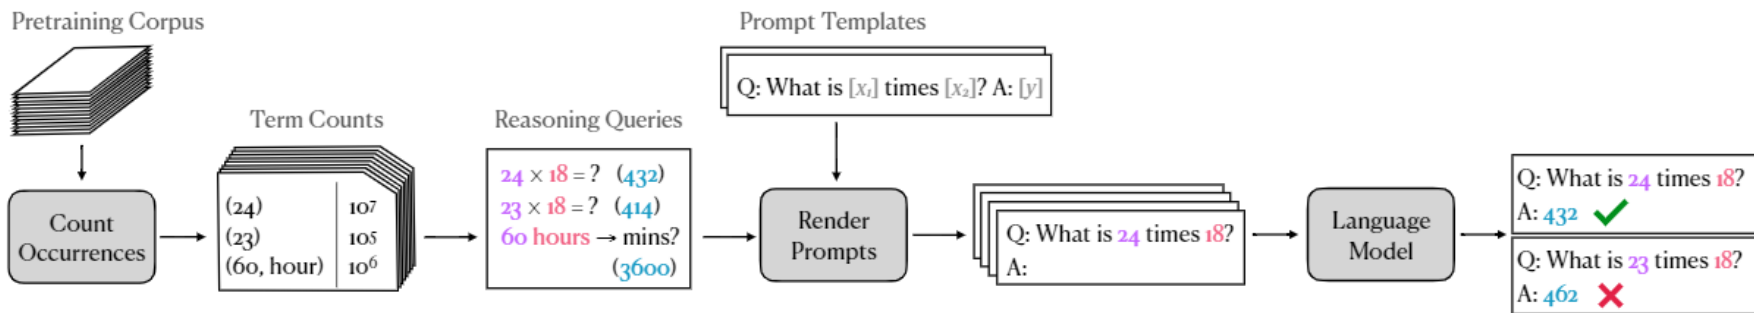 Pretraining Corpus
Count
Occurrences
Term Counts
(24) 10⁷
(23) 10⁵
(60, hour) 10⁶
Reasoning Queries
24 × 18 = ? (432)
23 × 18 = ? (414)
60 hours → mins?
(3600)
Prompt Templates
Q: What is [x₁] times [x₂]? A: [y]
Render
Prompts
Q: What is 24 times 18?
A:
Language
Model
Q: What is 24 times 18?
A: 432 ✓
Q: What is 23 times 18?
A: 462 ✗